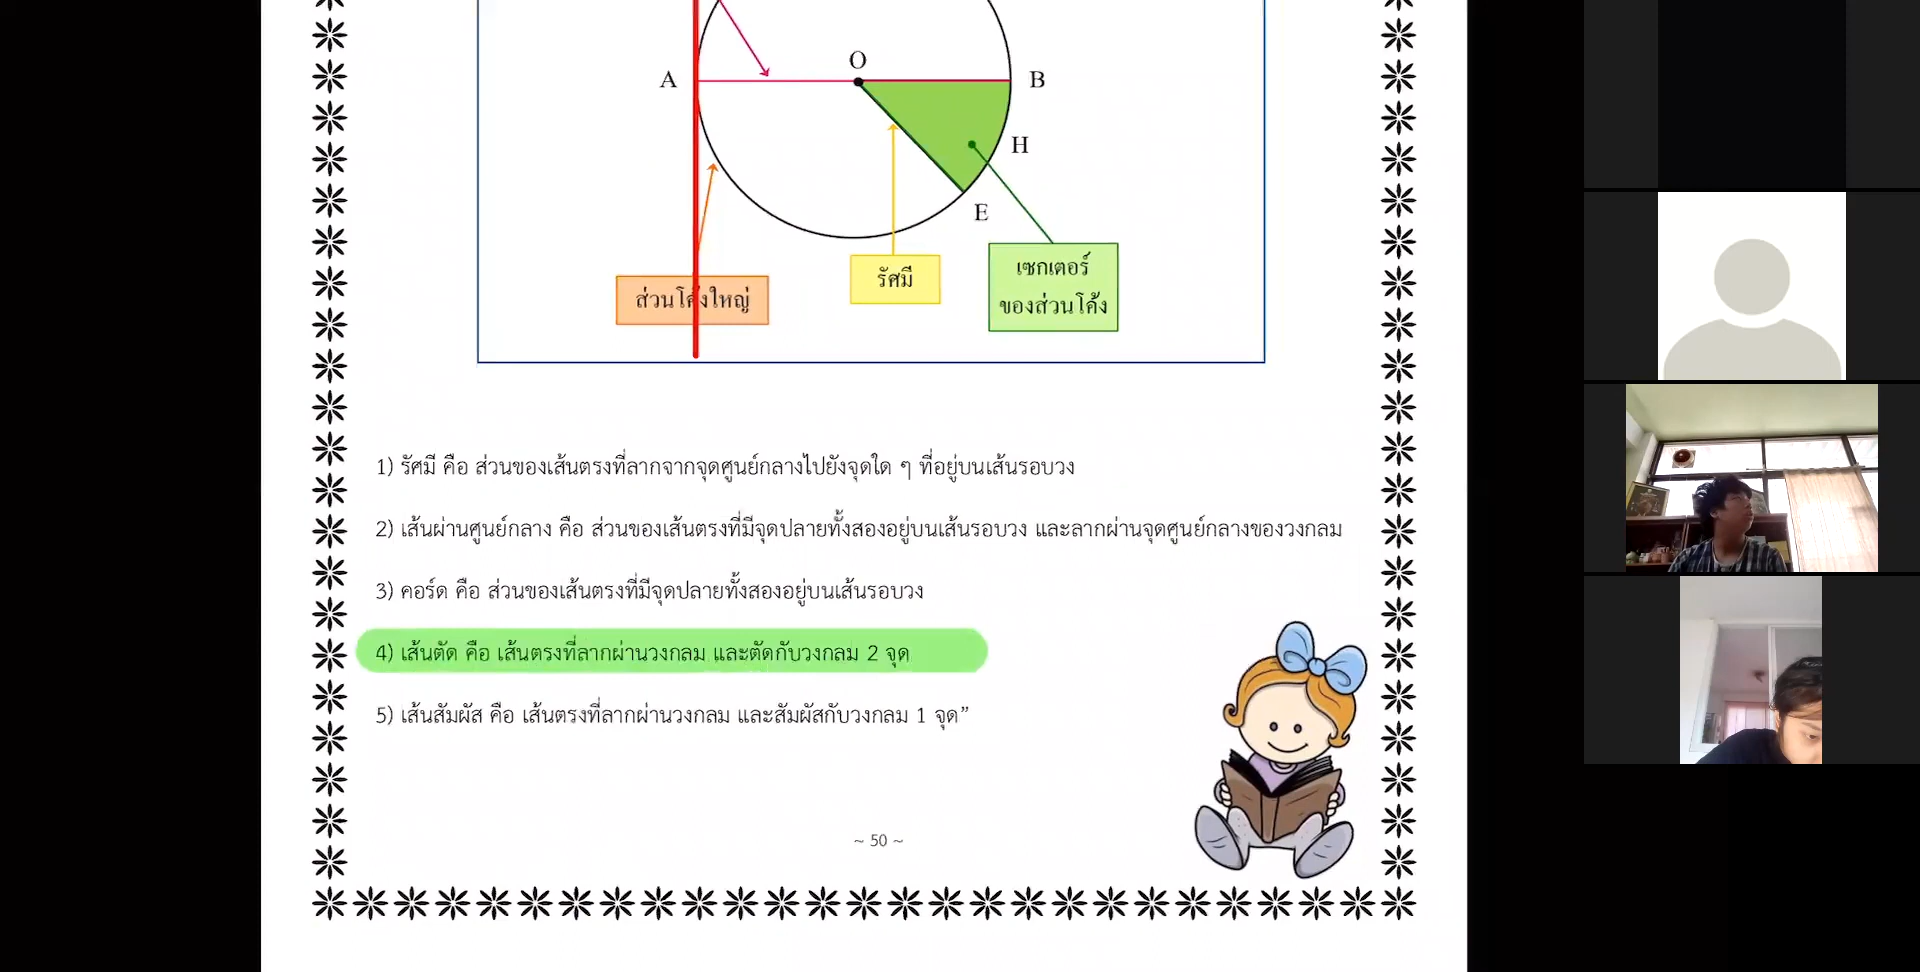 O
A
B
H
E
ส่วนโค้งใหญ่
รัศมี
เซกเตอร์
ของส่วนโค้ง
1) รัศมี คือ ส่วนของเส้นตรงที่ลากจากจุดศูนย์กลางไปยังจุดใด ๆ ที่อยู่บนเส้นรอบวง
2) เส้นผ่านศูนย์กลาง คือ ส่วนของเส้นตรงที่มีจุดปลายทั้งสองอยู่บนเส้นรอบวง และลากผ่านจุดศูนย์กลางของวงกลม
3) คอร์ด คือ ส่วนของเส้นตรงที่มีจุดปลายทั้งสองอยู่บนเส้นรอบวง
4) เส้นตัด คือ เส้นตรงที่ลากผ่านวงกลม และตัดกับวงกลม 2 จุด
5) เส้นสัมผัส คือ เส้นตรงที่ลากผ่านวงกลม และสัมผัสกับวงกลม 1 จุด”
~ 50 ~